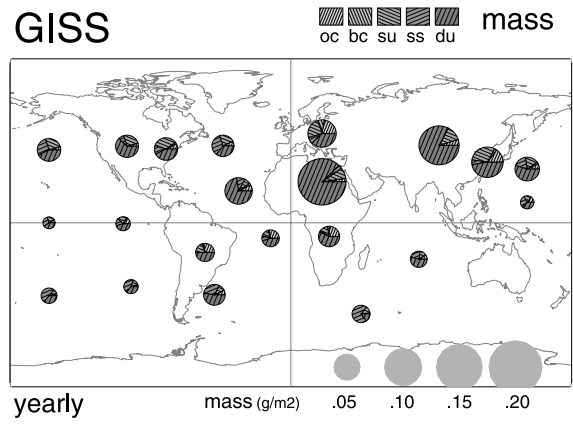 GISS
oc bc su ss du
mass
yearly
mass (g/m2) .05 .10 .15 .20